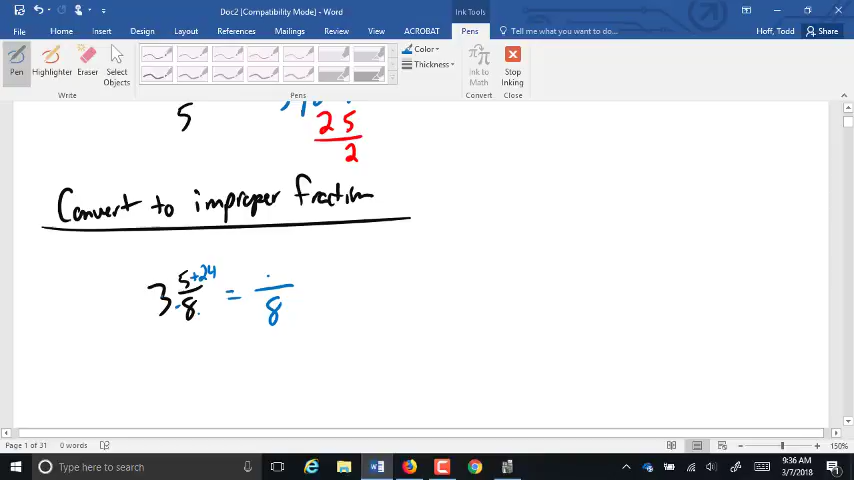 Doc2 [Compatibility Mode] - Word
Ink Tools
Hoff, Todd
File Home Insert Design Layout References Mailings Review View ACROBAT Pens Tell me what you want to do... Share
Pen Highlighter Eraser Select Objects
Color
Thickness
Ink to Math
Stop Inking
Write Pens Convert Close
5
25
2
Convert to improper fraction
3 5/8 +24 = /8
Page 1 of 31 0 words 150%
Type here to search
9:36 AM
3/7/2018